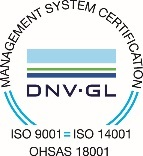 MANAGEMENT SYSTEM CERTIFICATION
DNV·GL
ISO 9001=ISO 14001
OHSAS 18001